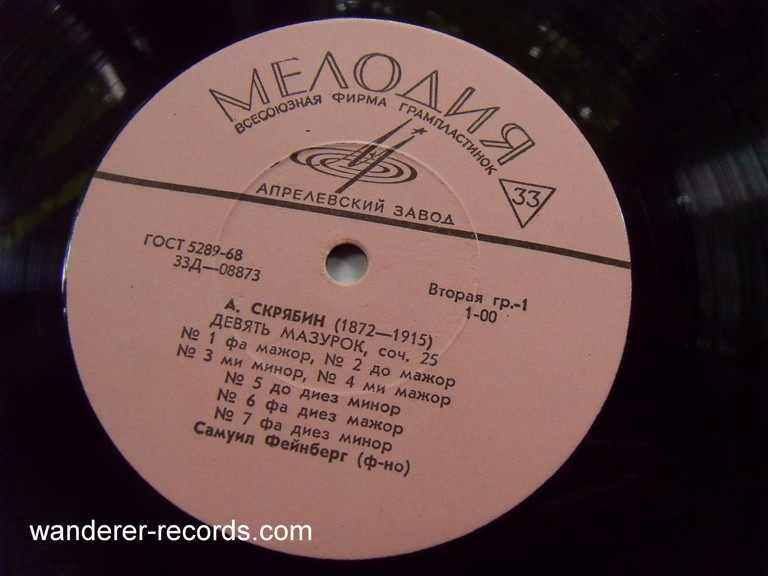 МЕЛОДИЯ
ВСЕСОЮЗНАЯ ФИРМА ГРАМПЛАСТИНОК
33
АПРЕЛЕВСКИЙ ЗАВОД
ГОСТ 5289-68
33Д—08873
Вторая гр.-1
1-00
А. СКРЯБИН (1872—1915)
ДЕВЯТЬ МАЗУРОК, соч. 25
№ 1 фа мажор, № 2 до мажор
№ 3 ми минор, № 4 ми мажор
№ 5 до диез минор
№ 6 фа диез мажор
№ 7 фа диез минор
Самуил Фейнберг (ф-но)
wanderer-records.com